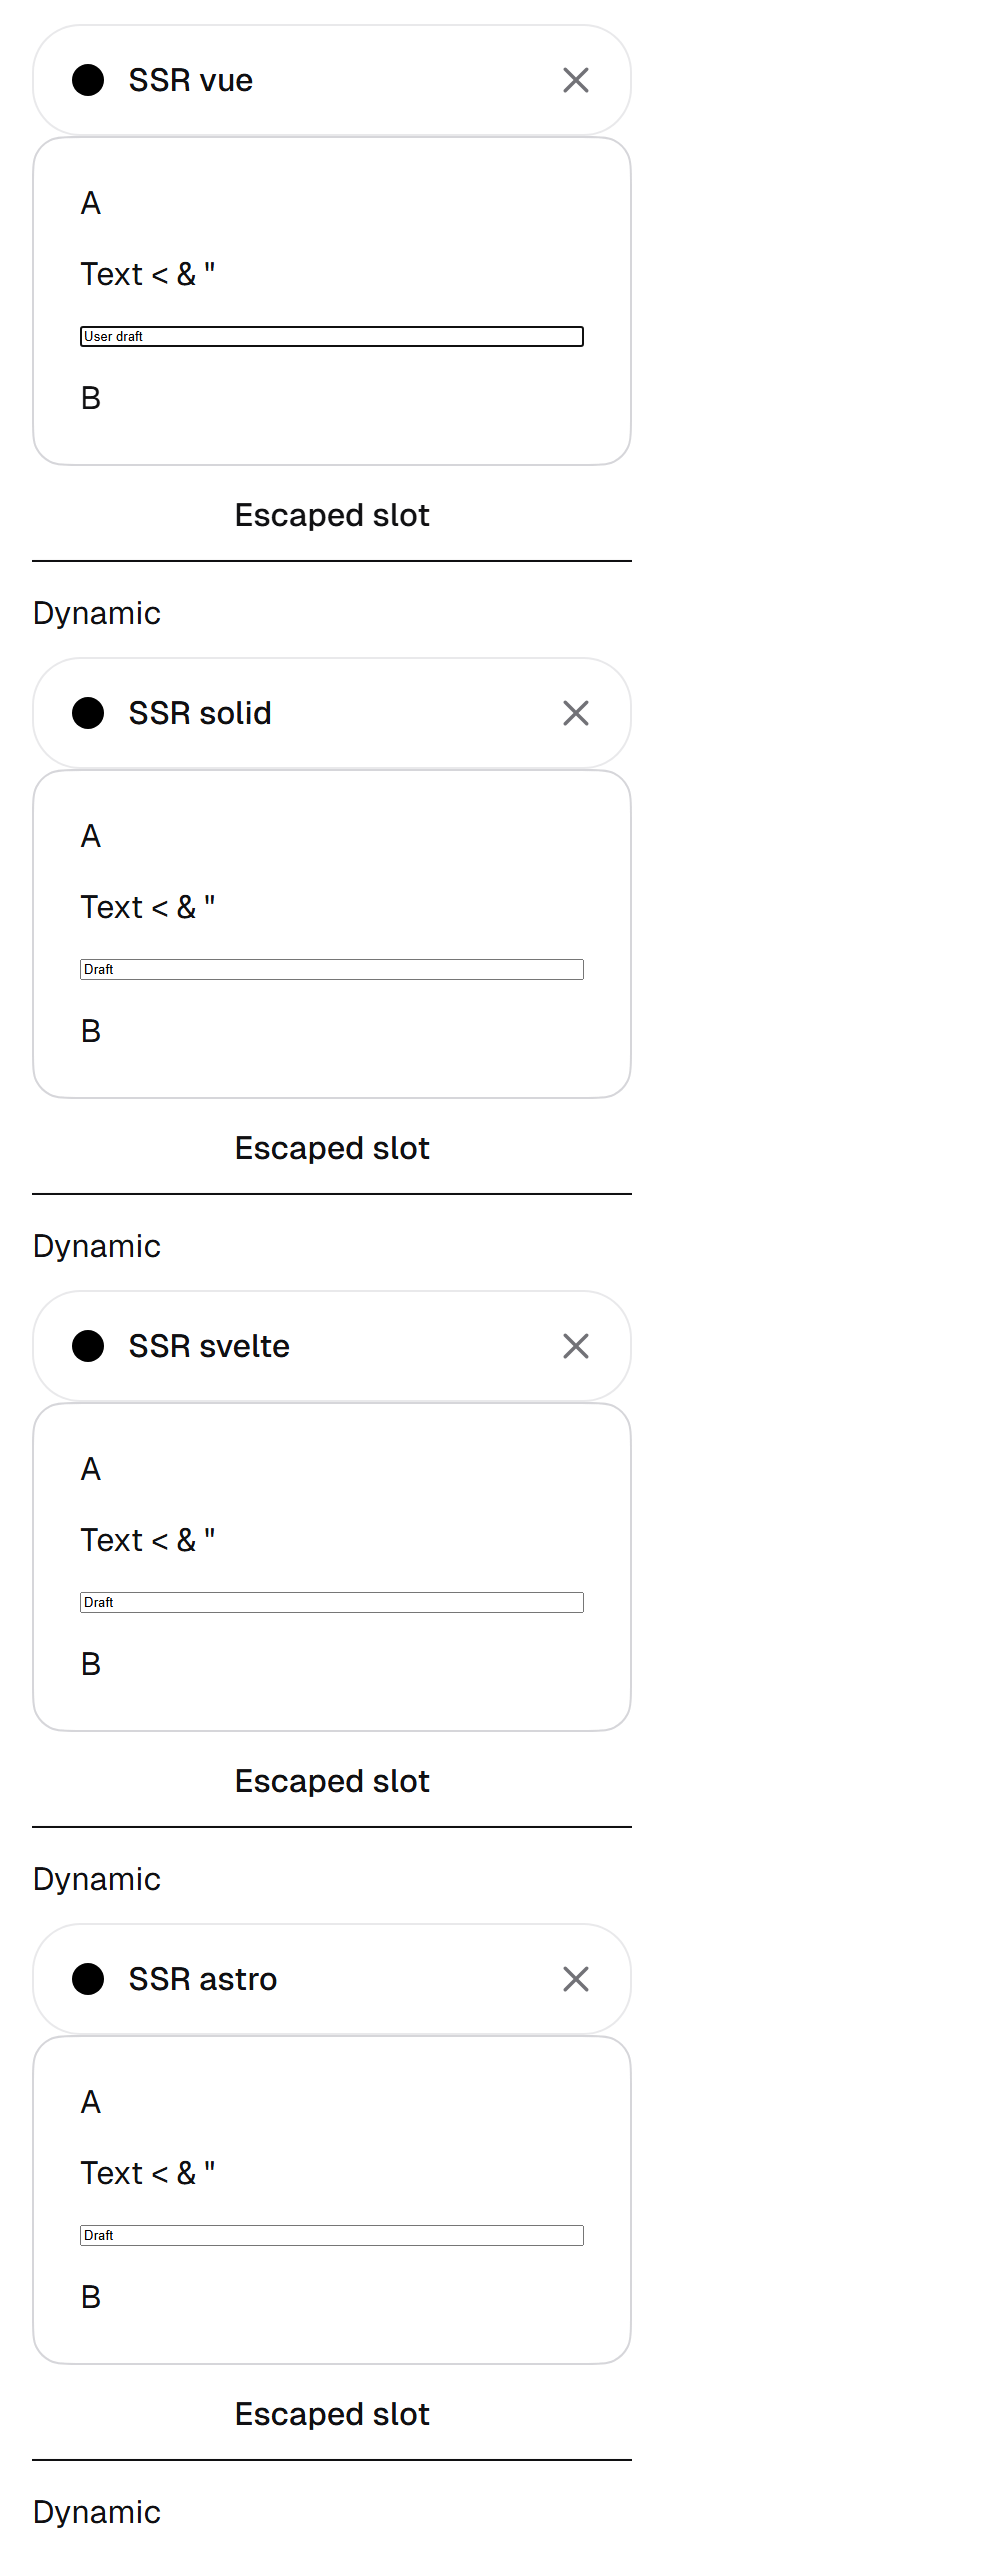 SSR vue
A
Text < & "
User draft
B
Escaped slot
Dynamic
SSR solid
A
Text < & "
Draft
B
Escaped slot
Dynamic
SSR svelte
A
Text < & "
Draft
B
Escaped slot
Dynamic
SSR astro
A
Text < & "
Draft
B
Escaped slot
Dynamic